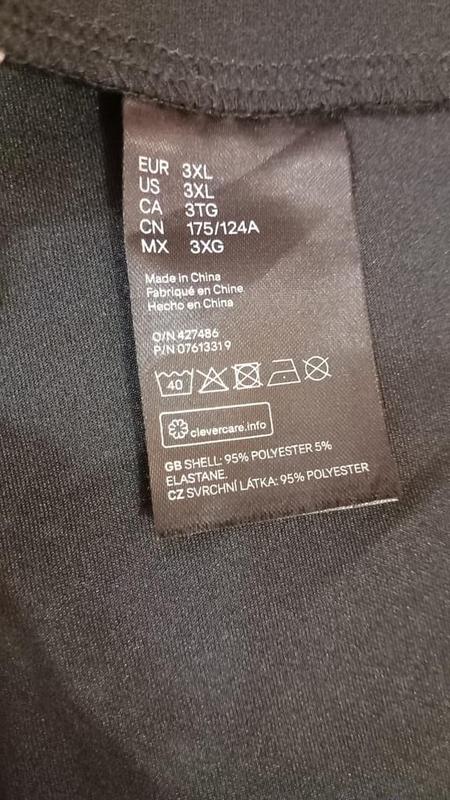 EUR 3XL
US 3XL
CA 3TG
CN 175/124A
MX 3XG
Made in China
Fabriqué en Chine
Hecho en China
O/N 427486
P/N 07613319
40
clevercare.info
GB SHELL: 95% POLYESTER 5%
ELASTANE.
CZ SVRCHNÍ LÁTKA: 95% POLYESTER